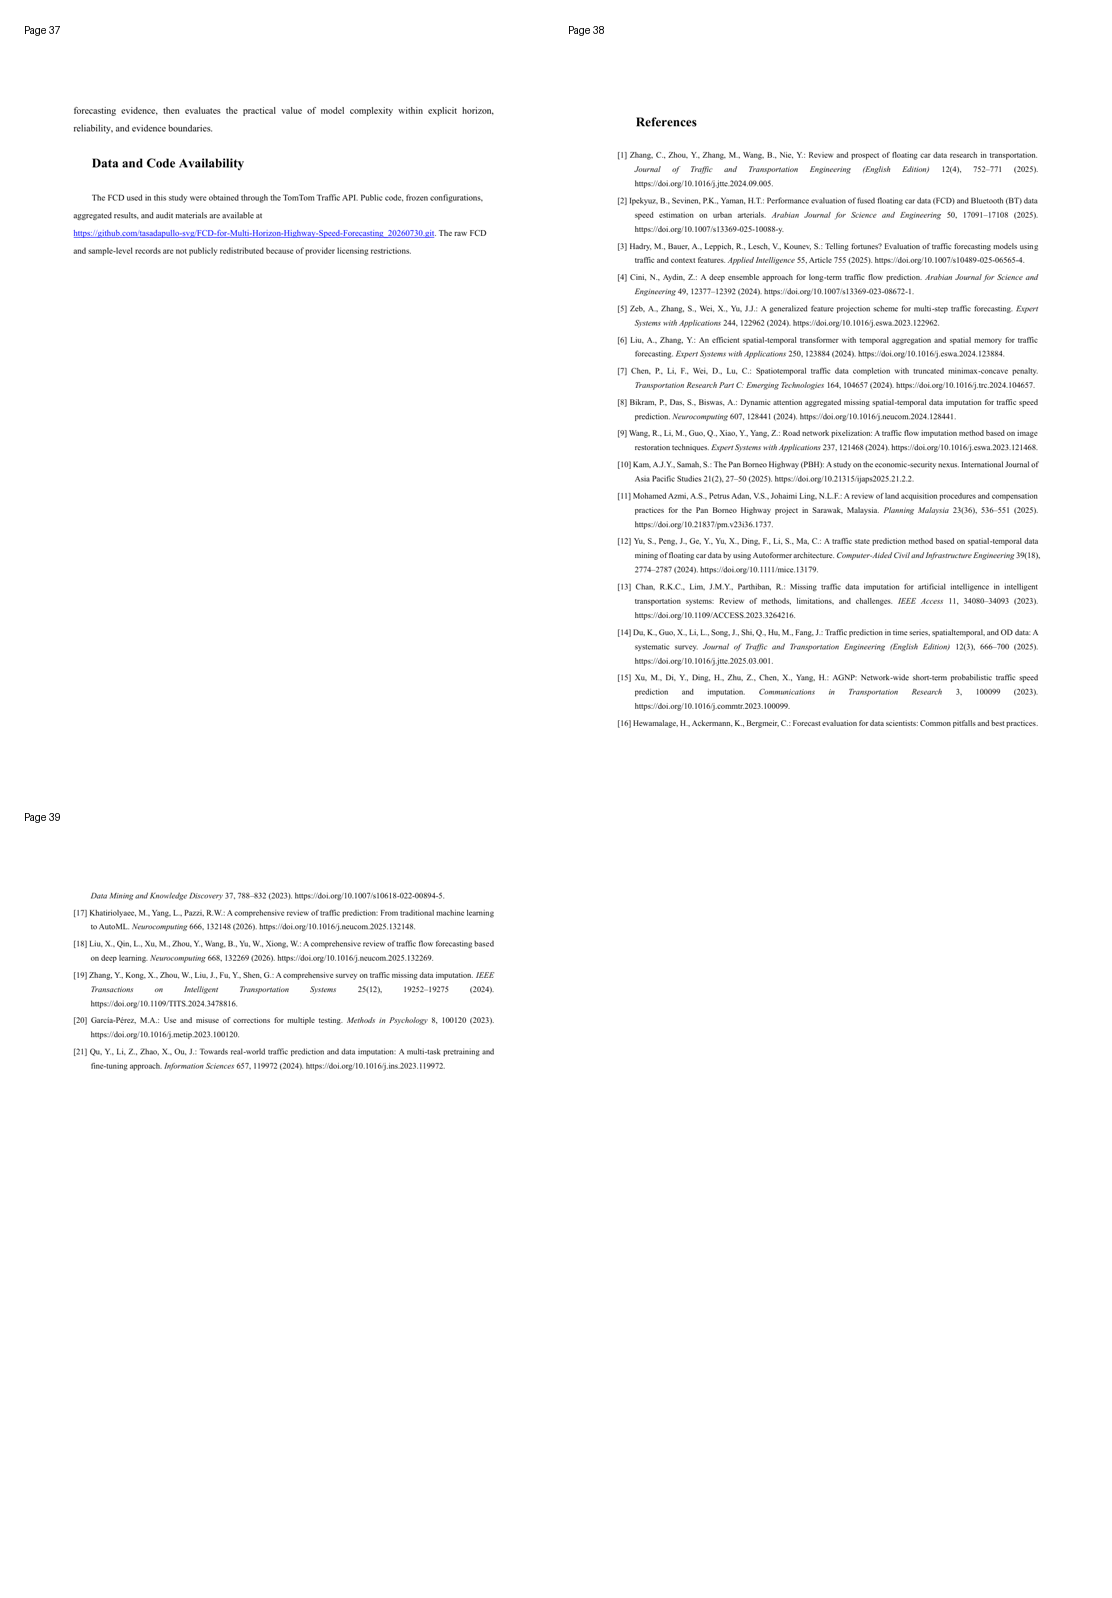 Page 37
forecasting evidence, then evaluates the practical value of model complexity within explicit horizon,
reliability, and evidence boundaries.
Data and Code Availability
The FCD used in this study were obtained through the TomTom Traffic API. Public code, frozen configurations,
aggregated results, and audit materials are available at
https://github.com/tasadapullo-svg/FCD-for-Multi-Horizon-Highway-Speed-Forecasting_20260730.git. The raw FCD
and sample-level records are not publicly redistributed because of provider licensing restrictions.
Page 38
References
[1] Zhang, C., Zhou, Y., Zhang, M., Wang, B., Nie, Y.: Review and prospect of floating car data research in transportation.
Journal of Traffic and Transportation Engineering (English Edition) 12(4), 752–771 (2025).
https://doi.org/10.1016/j.jtte.2024.09.005.
[2] Ipekyuz, B., Sevinen, P.K., Yaman, H.T.: Performance evaluation of fused floating car data (FCD) and Bluetooth (BT) data
speed estimation on urban arterials. Arabian Journal for Science and Engineering 50, 17091–17108 (2025).
https://doi.org/10.1007/s13369-025-10088-y.
[3] Hadry, M., Bauer, A., Leppich, R., Lesch, V., Kounev, S.: Telling fortunes? Evaluation of traffic forecasting models using
traffic and context features. Applied Intelligence 55, Article 755 (2025). https://doi.org/10.1007/s10489-025-06565-4.
[4] Cini, N., Aydin, Z.: A deep ensemble approach for long-term traffic flow prediction. Arabian Journal for Science and
Engineering 49, 12377–12392 (2024). https://doi.org/10.1007/s13369-023-08672-1.
[5] Zeb, A., Zhang, S., Wei, X., Yu, J.J.: A generalized feature projection scheme for multi-step traffic forecasting. Expert
Systems with Applications 244, 122962 (2024). https://doi.org/10.1016/j.eswa.2023.122962.
[6] Liu, A., Zhang, Y.: An efficient spatial-temporal transformer with temporal aggregation and spatial memory for traffic
forecasting. Expert Systems with Applications 250, 123884 (2024). https://doi.org/10.1016/j.eswa.2024.123884.
[7] Chen, P., Li, F., Wei, D., Lu, C.: Spatiotemporal traffic data completion with truncated minimax-concave penalty.
Transportation Research Part C: Emerging Technologies 164, 104657 (2024). https://doi.org/10.1016/j.trc.2024.104657.
[8] Bikram, P., Das, S., Biswas, A.: Dynamic attention aggregated missing spatial-temporal data imputation for traffic speed
prediction. Neurocomputing 607, 128441 (2024). https://doi.org/10.1016/j.neucom.2024.128441.
[9] Wang, R., Li, M., Guo, Q., Xiao, Y., Yang, Z.: Road network pixelization: A traffic flow imputation method based on image
restoration techniques. Expert Systems with Applications 237, 121468 (2024). https://doi.org/10.1016/j.eswa.2023.121468.
[10] Kam, A.J.Y., Samah, S.: The Pan Borneo Highway (PBH): A study on the economic-security nexus. International Journal of
Asia Pacific Studies 21(2), 27–50 (2025). https://doi.org/10.21315/ijaps2025.21.2.2.
[11] Mohamed Azmi, A.S., Petrus Adan, V.S., Johaimi Ling, N.L.F.: A review of land acquisition procedures and compensation
practices for the Pan Borneo Highway project in Sarawak, Malaysia. Planning Malaysia 23(36), 536–551 (2025).
https://doi.org/10.21837/pm.v23i36.1737.
[12] Yu, S., Peng, J., Ge, Y., Yu, X., Ding, F., Li, S., Ma, C.: A traffic state prediction method based on spatial-temporal data
mining of floating car data by using Autoformer architecture. Computer-Aided Civil and Infrastructure Engineering 39(18),
2774–2787 (2024). https://doi.org/10.1111/mice.13179.
[13] Chan, R.K.C., Lim, J.M.Y., Parthiban, R.: Missing traffic data imputation for artificial intelligence in intelligent
transportation systems: Review of methods, limitations, and challenges. IEEE Access 11, 34080–34093 (2023).
https://doi.org/10.1109/ACCESS.2023.3264216.
[14] Du, K., Guo, X., Li, L., Song, J., Shi, Q., Hu, M., Fang, J.: Traffic prediction in time series, spatialtemporal, and OD data: A
systematic survey. Journal of Traffic and Transportation Engineering (English Edition) 12(3), 666–700 (2025).
https://doi.org/10.1016/j.jtte.2025.03.001.
[15] Xu, M., Di, Y., Ding, H., Zhu, Z., Chen, X., Yang, H.: AGNP: Network-wide short-term probabilistic traffic speed
prediction and imputation. Communications in Transportation Research 3, 100099 (2023).
https://doi.org/10.1016/j.commtr.2023.100099.
[16] Hewamalage, H., Ackermann, K., Bergmeir, C.: Forecast evaluation for data scientists: Common pitfalls and best practices.
Page 39
Data Mining and Knowledge Discovery 37, 788–832 (2023). https://doi.org/10.1007/s10618-022-00894-5.
[17] Khatiriolyaee, M., Yang, L., Pazzi, R.W.: A comprehensive review of traffic prediction: From traditional machine learning
to AutoML. Neurocomputing 666, 132148 (2026). https://doi.org/10.1016/j.neucom.2025.132148.
[18] Liu, X., Qin, L., Xu, M., Zhou, Y., Wang, B., Yu, W., Xiong, W.: A comprehensive review of traffic flow forecasting based
on deep learning. Neurocomputing 668, 132269 (2026). https://doi.org/10.1016/j.neucom.2025.132269.
[19] Zhang, Y., Kong, X., Zhou, W., Liu, J., Fu, Y., Shen, G.: A comprehensive survey on traffic missing data imputation. IEEE
Transactions on Intelligent Transportation Systems 25(12), 19252–19275 (2024).
https://doi.org/10.1109/TITS.2024.3478816.
[20] García-Pérez, M.A.: Use and misuse of corrections for multiple testing. Methods in Psychology 8, 100120 (2023).
https://doi.org/10.1016/j.metip.2023.100120.
[21] Qu, Y., Li, Z., Zhao, X., Ou, J.: Towards real-world traffic prediction and data imputation: A multi-task pretraining and
fine-tuning approach. Information Sciences 657, 119972 (2024). https://doi.org/10.1016/j.ins.2023.119972.